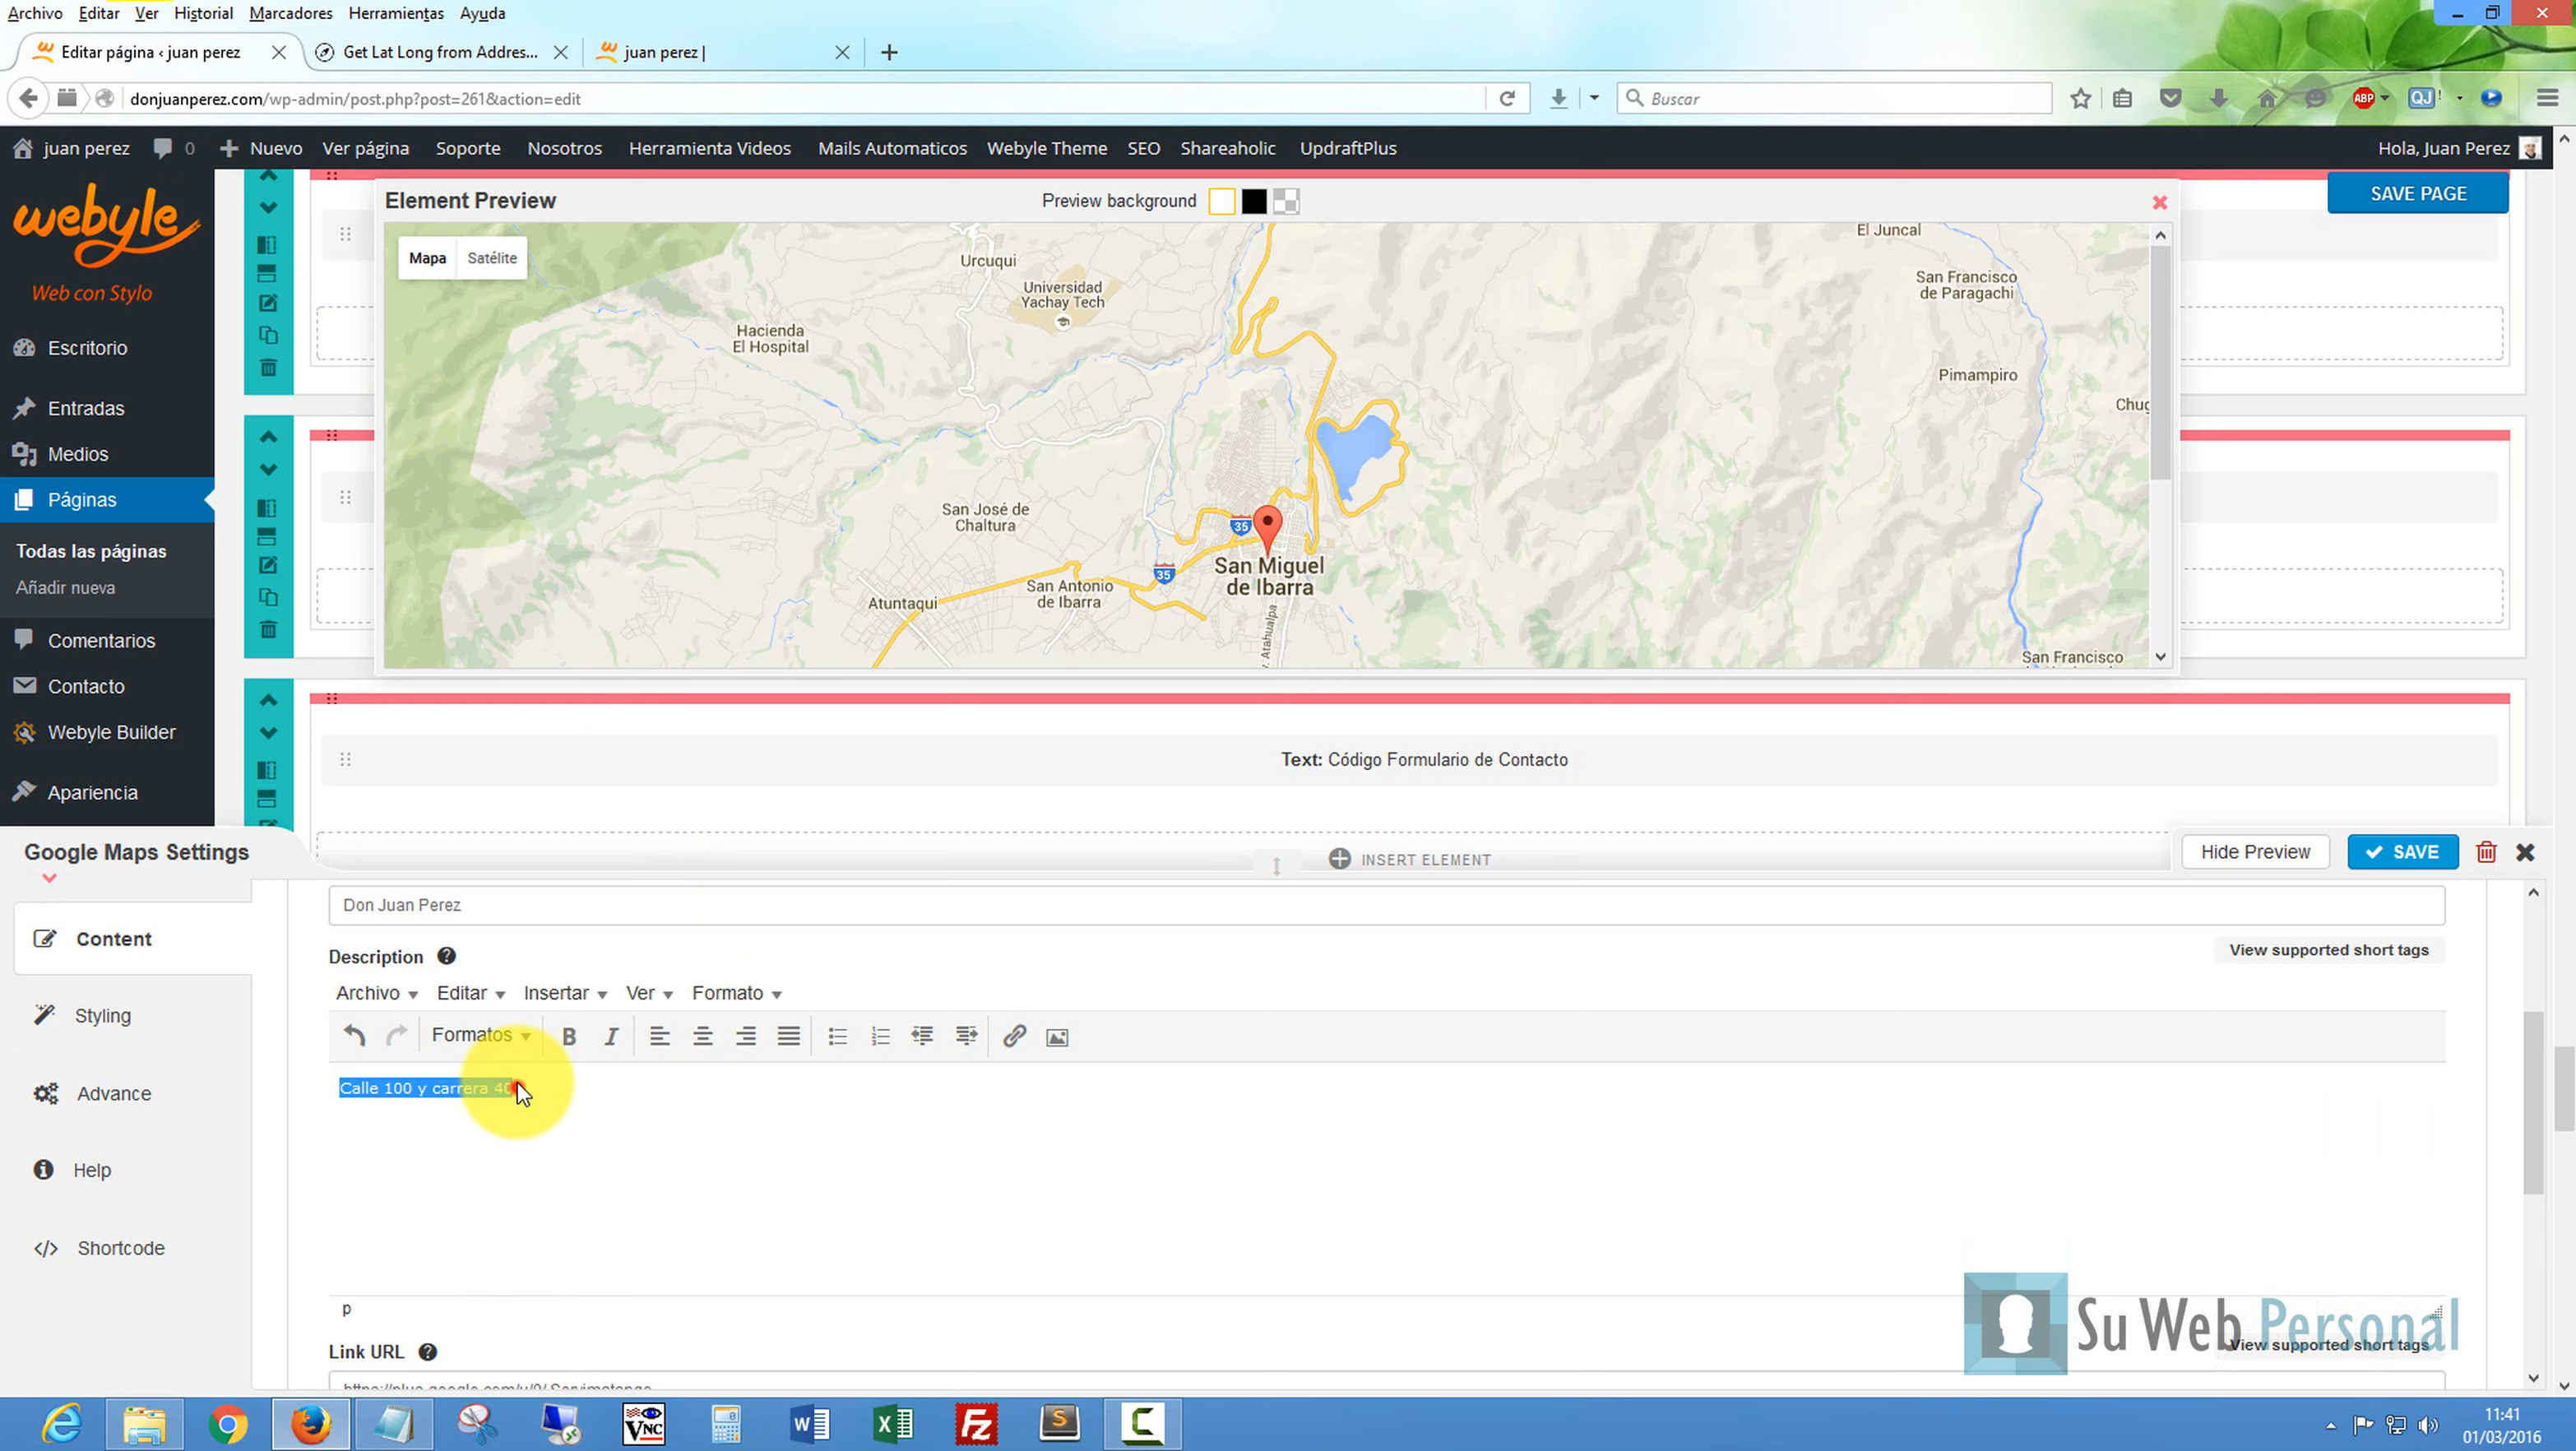 Archivo Editar Ver Historial Marcadores Herramientas Ayuda
Editar página ‹ juan perez
Get Lat Long from Addres...
juan perez |
donjuanperez.com/wp-admin/post.php?post=261&action=edit
Buscar
ABP
QJ!
juan perez 0 Nuevo Ver página Soporte Nosotros Herramienta Videos Mails Automaticos Webyle Theme SEO Shareaholic UpdraftPlus
Hola, Juan Perez
webyle
Web con Stylo
Escritorio
Entradas
Medios
Páginas
Todas las páginas
Añadir nueva
Comentarios
Contacto
Webyle Builder
Apariencia
Element Preview
Preview background
SAVE PAGE
Mapa Satélite
Urcuqui
Universidad
Yachay Tech
Hacienda
El Hospital
El Juncal
San Francisco
de Paragachi
Pimampiro
Chug
San José de
Chaltura
35
San Miguel
de Ibarra
35
San Antonio
de Ibarra
Atuntaqui
Atahualpa
San Francisco
Text: Código Formulario de Contacto
INSERT ELEMENT
Google Maps Settings
Hide Preview
SAVE
Content
Styling
Advance
Help
Shortcode
Don Juan Perez
Description
View supported short tags
Archivo Editar Insertar Ver Formato
Formatos B I
Calle 100 y carrera 40
p
Link URL
View supported short tags
Su Web Personal
W X Fz S C
VNC
11:41
01/03/2016